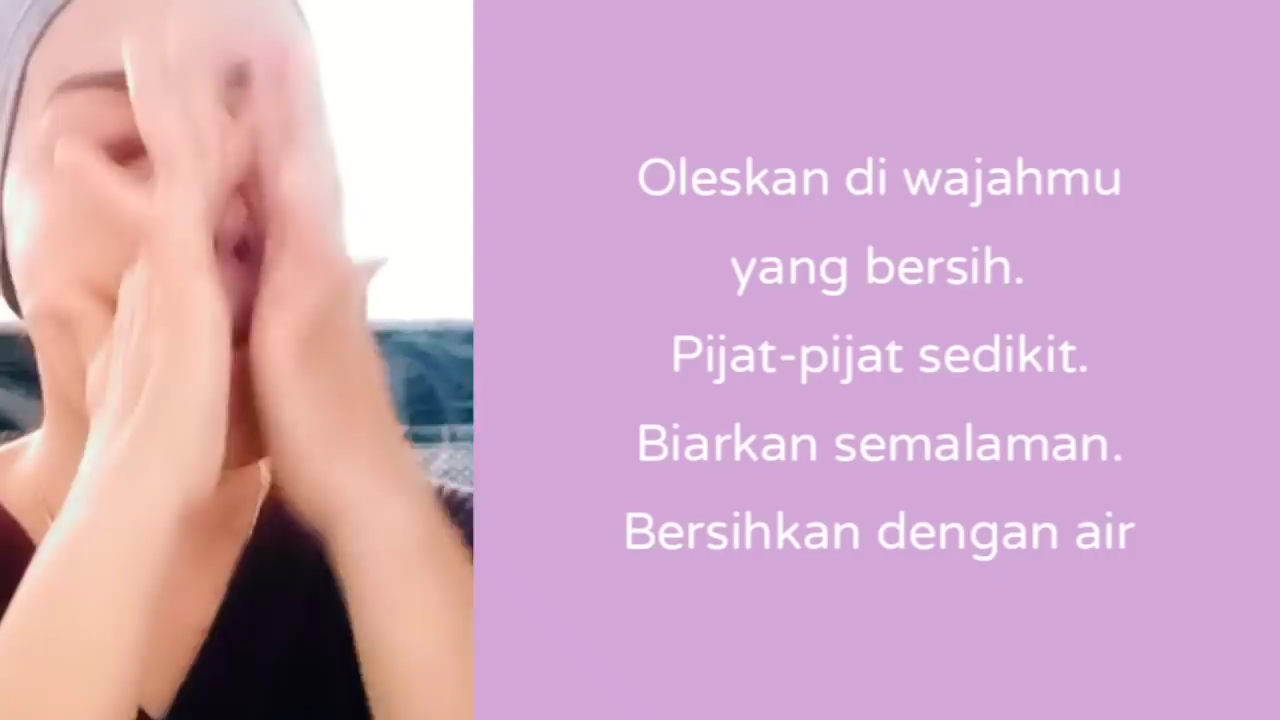 Oleskan di wajahmu
yang bersih.
Pijat-pijat sedikit.
Biarkan semalaman.
Bersihkan dengan air